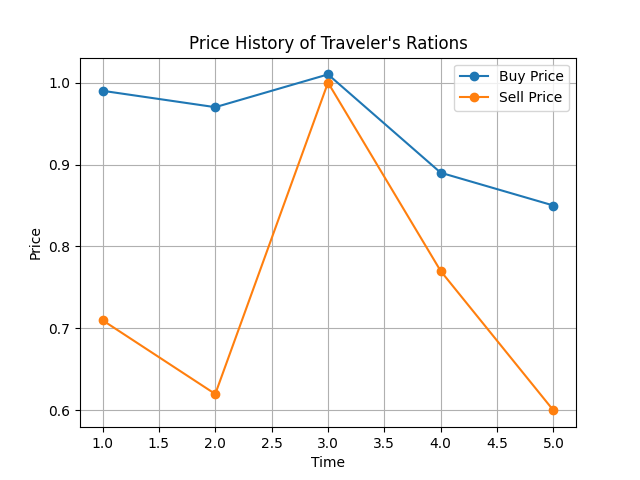 Price History of Traveler's Rations
Buy Price
Sell Price
Price
1.0
0.9
0.8
0.7
0.6
1.0 1.5 2.0 2.5 3.0 3.5 4.0 4.5 5.0
Time